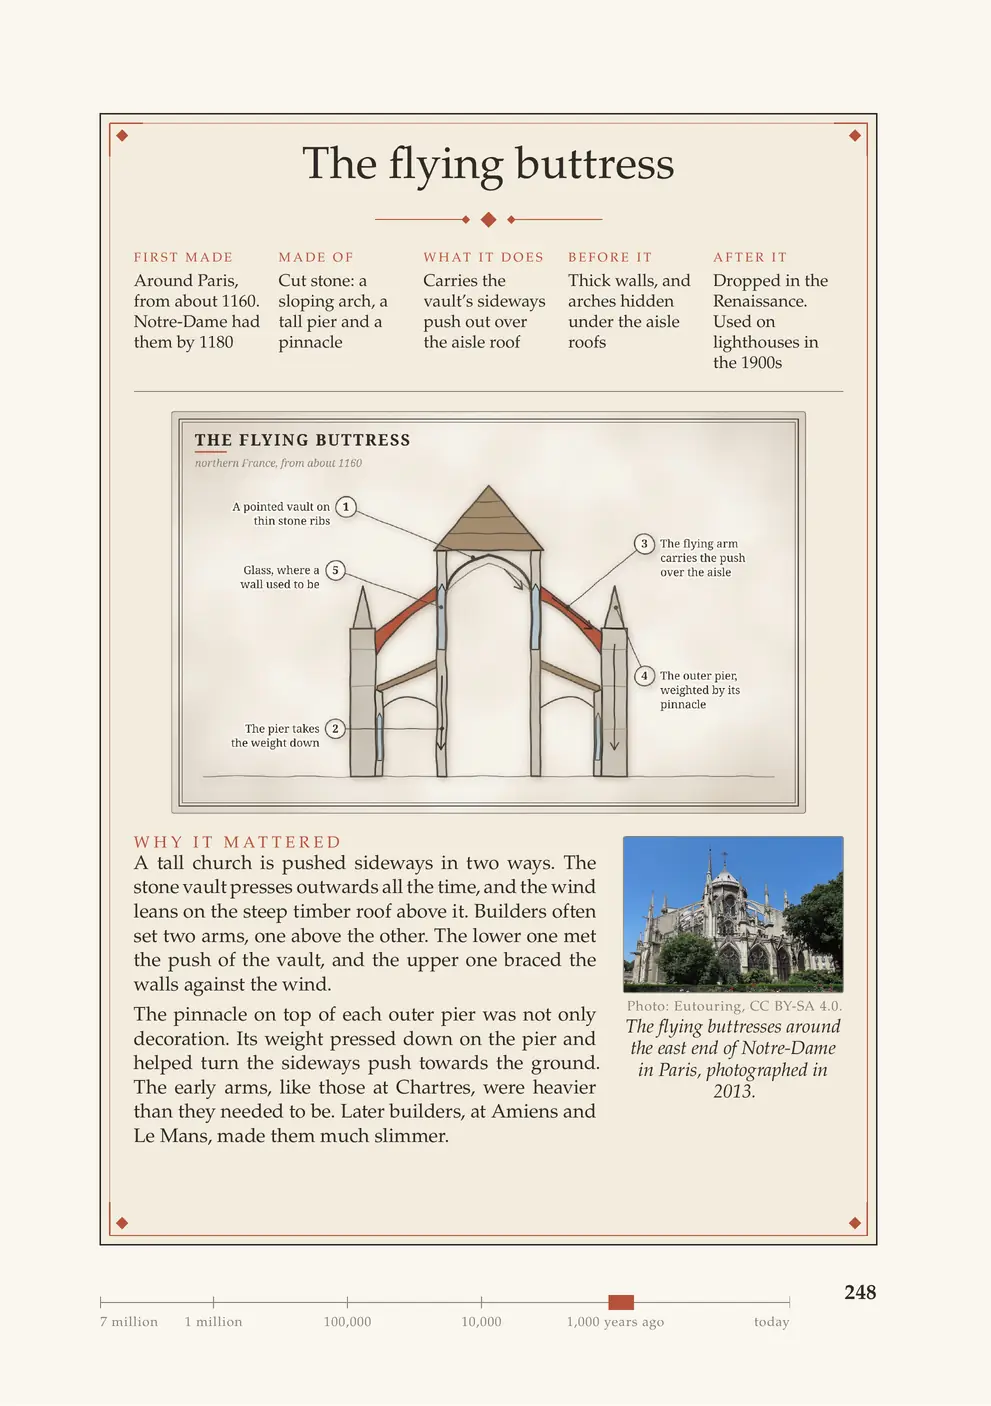 The flying buttress
FIRST MADE
Around Paris,
from about 1160.
Notre-Dame had
them by 1180
MADE OF
Cut stone: a
sloping arch, a
tall pier and a
pinnacle
WHAT IT DOES
Carries the
vault’s sideways
push out over
the aisle roof
BEFORE IT
Thick walls, and
arches hidden
under the aisle
roofs
AFTER IT
Dropped in the
Renaissance.
Used on
lighthouses in
the 1900s
THE FLYING BUTTRESS
northern France, from about 1160
A pointed vault on
thin stone ribs
1
Glass, where a
wall used to be
5
3
The flying arm
carries the push
over the aisle
4
The outer pier,
weighted by its
pinnacle
The pier takes
the weight down
2
WHY IT MATTERED
A tall church is pushed sideways in two ways. The
stone vault presses outwards all the time, and the wind
leans on the steep timber roof above it. Builders often
set two arms, one above the other. The lower one met
the push of the vault, and the upper one braced the
walls against the wind.
The pinnacle on top of each outer pier was not only
decoration. Its weight pressed down on the pier and
helped turn the sideways push towards the ground.
The early arms, like those at Chartres, were heavier
than they needed to be. Later builders, at Amiens and
Le Mans, made them much slimmer.
Photo: Eutouring, CC BY-SA 4.0.
The flying buttresses around
the east end of Notre-Dame
in Paris, photographed in
2013.
248
7 million
1 million
100,000
10,000
1,000 years ago
today